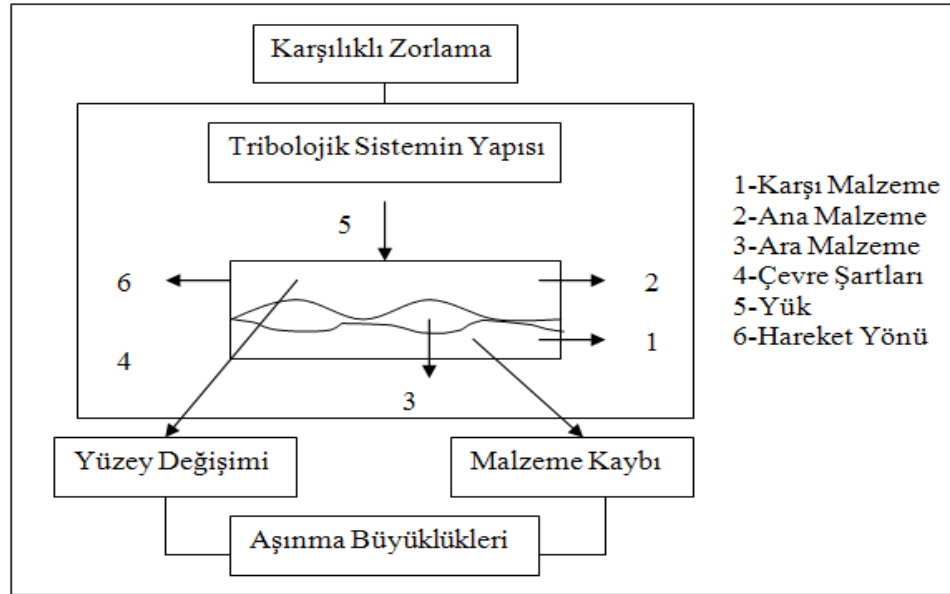 Karşılıklı Zorlama
Tribolojik Sistemin Yapısı
5
6
2
4
1
3
1-Karşı Malzeme
2-Ana Malzeme
3-Ara Malzeme
4-Çevre Şartları
5-Yük
6-Hareket Yönü
Yüzey Değişimi
Malzeme Kaybı
Aşınma Büyüklükleri